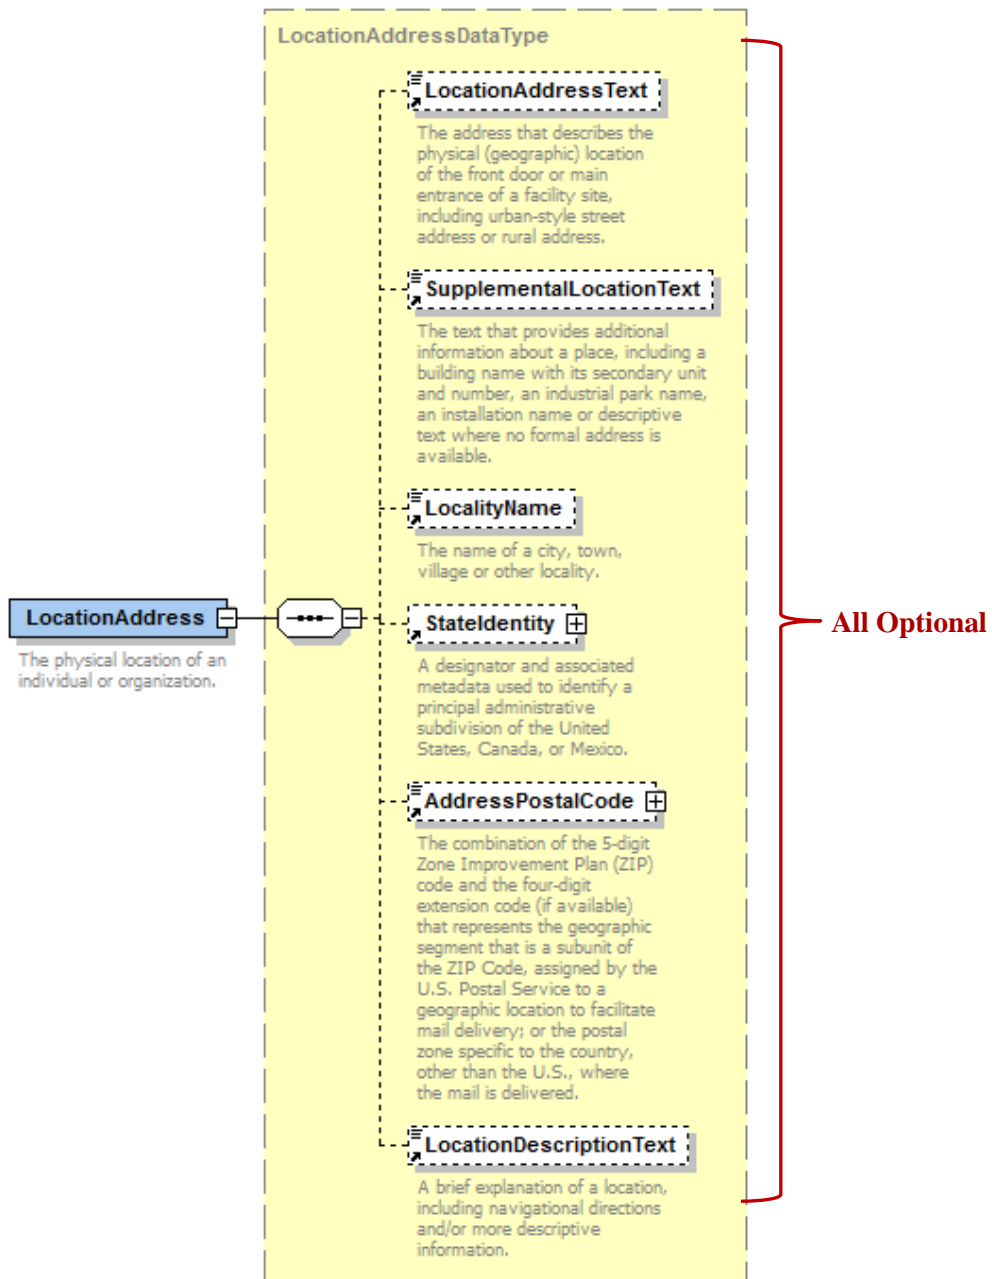 LocationAddressDataType
LocationAddressText
The address that describes the
physical (geographic) location
of the front door or main
entrance of a facility site,
including urban-style street
address or rural address.
SupplementalLocationText
The text that provides additional
information about a place, including a
building name with its secondary unit
and number, an industrial park name,
an installation name or descriptive
text where no formal address is
available.
LocalityName
The name of a city, town,
village or other locality.
LocationAddress
The physical location of an
individual or organization.
StateIdentity
A designator and associated
metadata used to identify a
principal administrative
subdivision of the United
States, Canada, or Mexico.
All Optional
AddressPostalCode
The combination of the 5-digit
Zone Improvement Plan (ZIP)
code and the four-digit
extension code (if available)
that represents the geographic
segment that is a subunit of
the ZIP Code, assigned by the
U.S. Postal Service to a
geographic location to facilitate
mail delivery; or the postal
zone specific to the country,
other than the U.S., where
the mail is delivered.
LocationDescriptionText
A brief explanation of a location,
including navigational directions
and/or more descriptive
information.